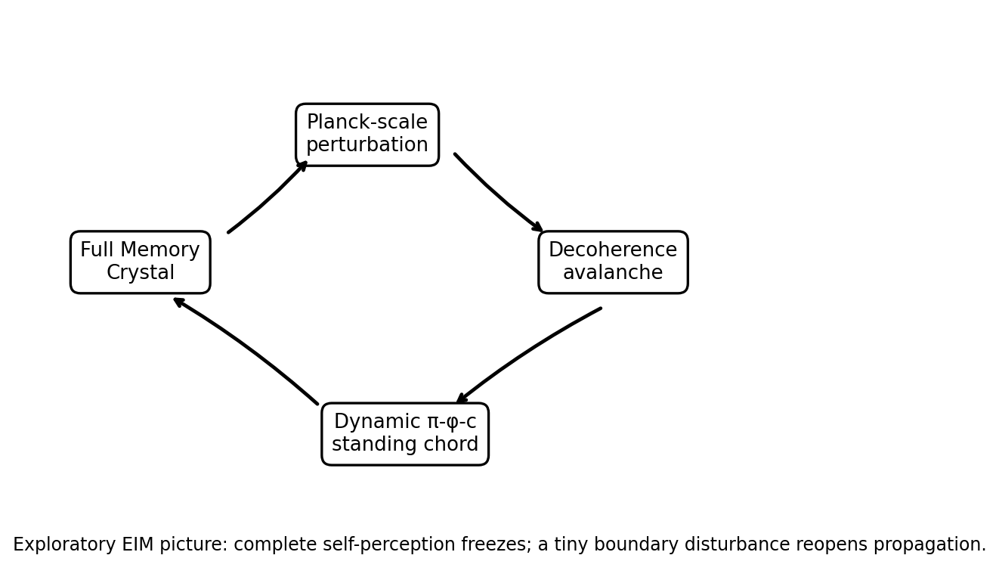 Planck-scale
perturbation
Full Memory
Crystal
Decoherence
avalanche
Dynamic π-φ-c
standing chord
Exploratory EIM picture: complete self-perception freezes; a tiny boundary disturbance reopens propagation.